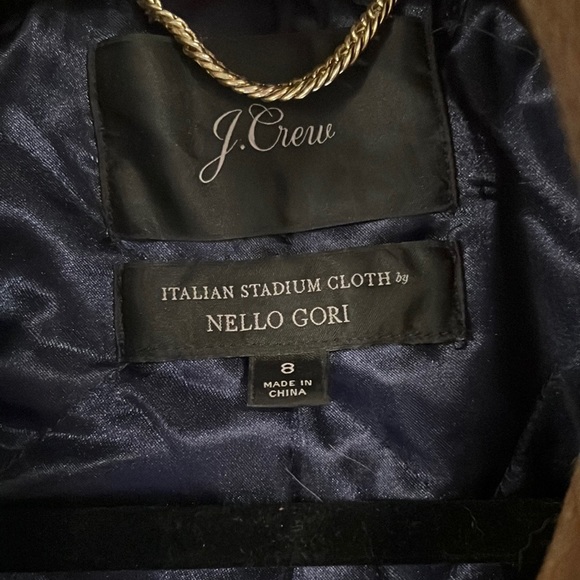 J.Crew
ITALIAN STADIUM CLOTH by
NELLO GORI
8
MADE IN
CHINA